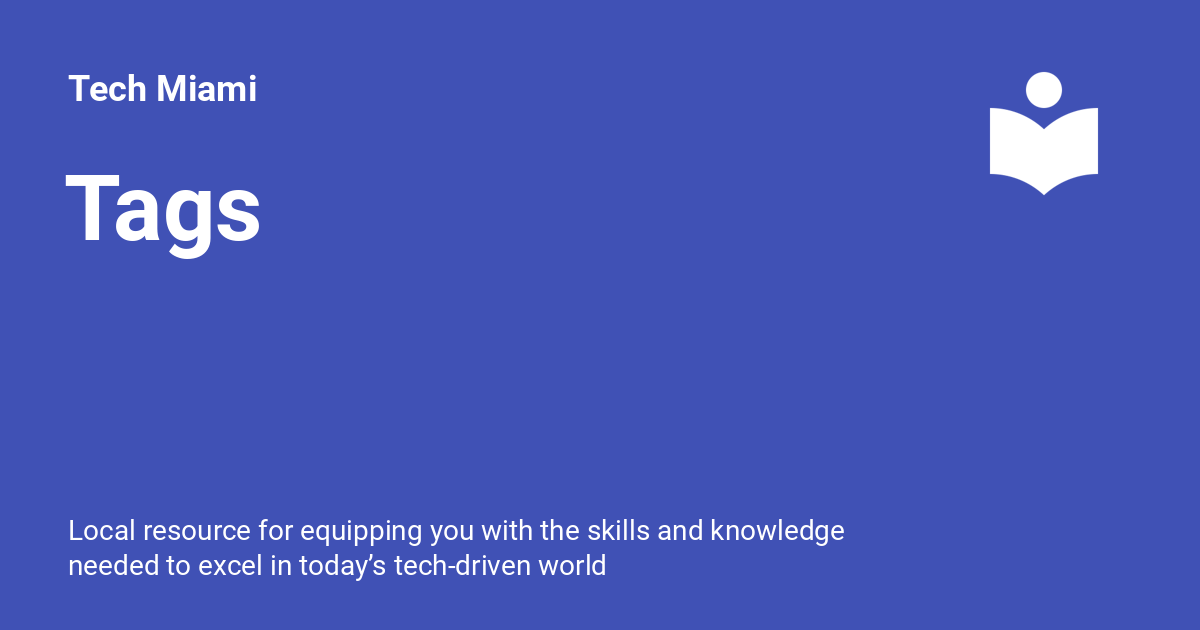 Tech Miami
Tags
Local resource for equipping you with the skills and knowledge
needed to excel in today’s tech-driven world